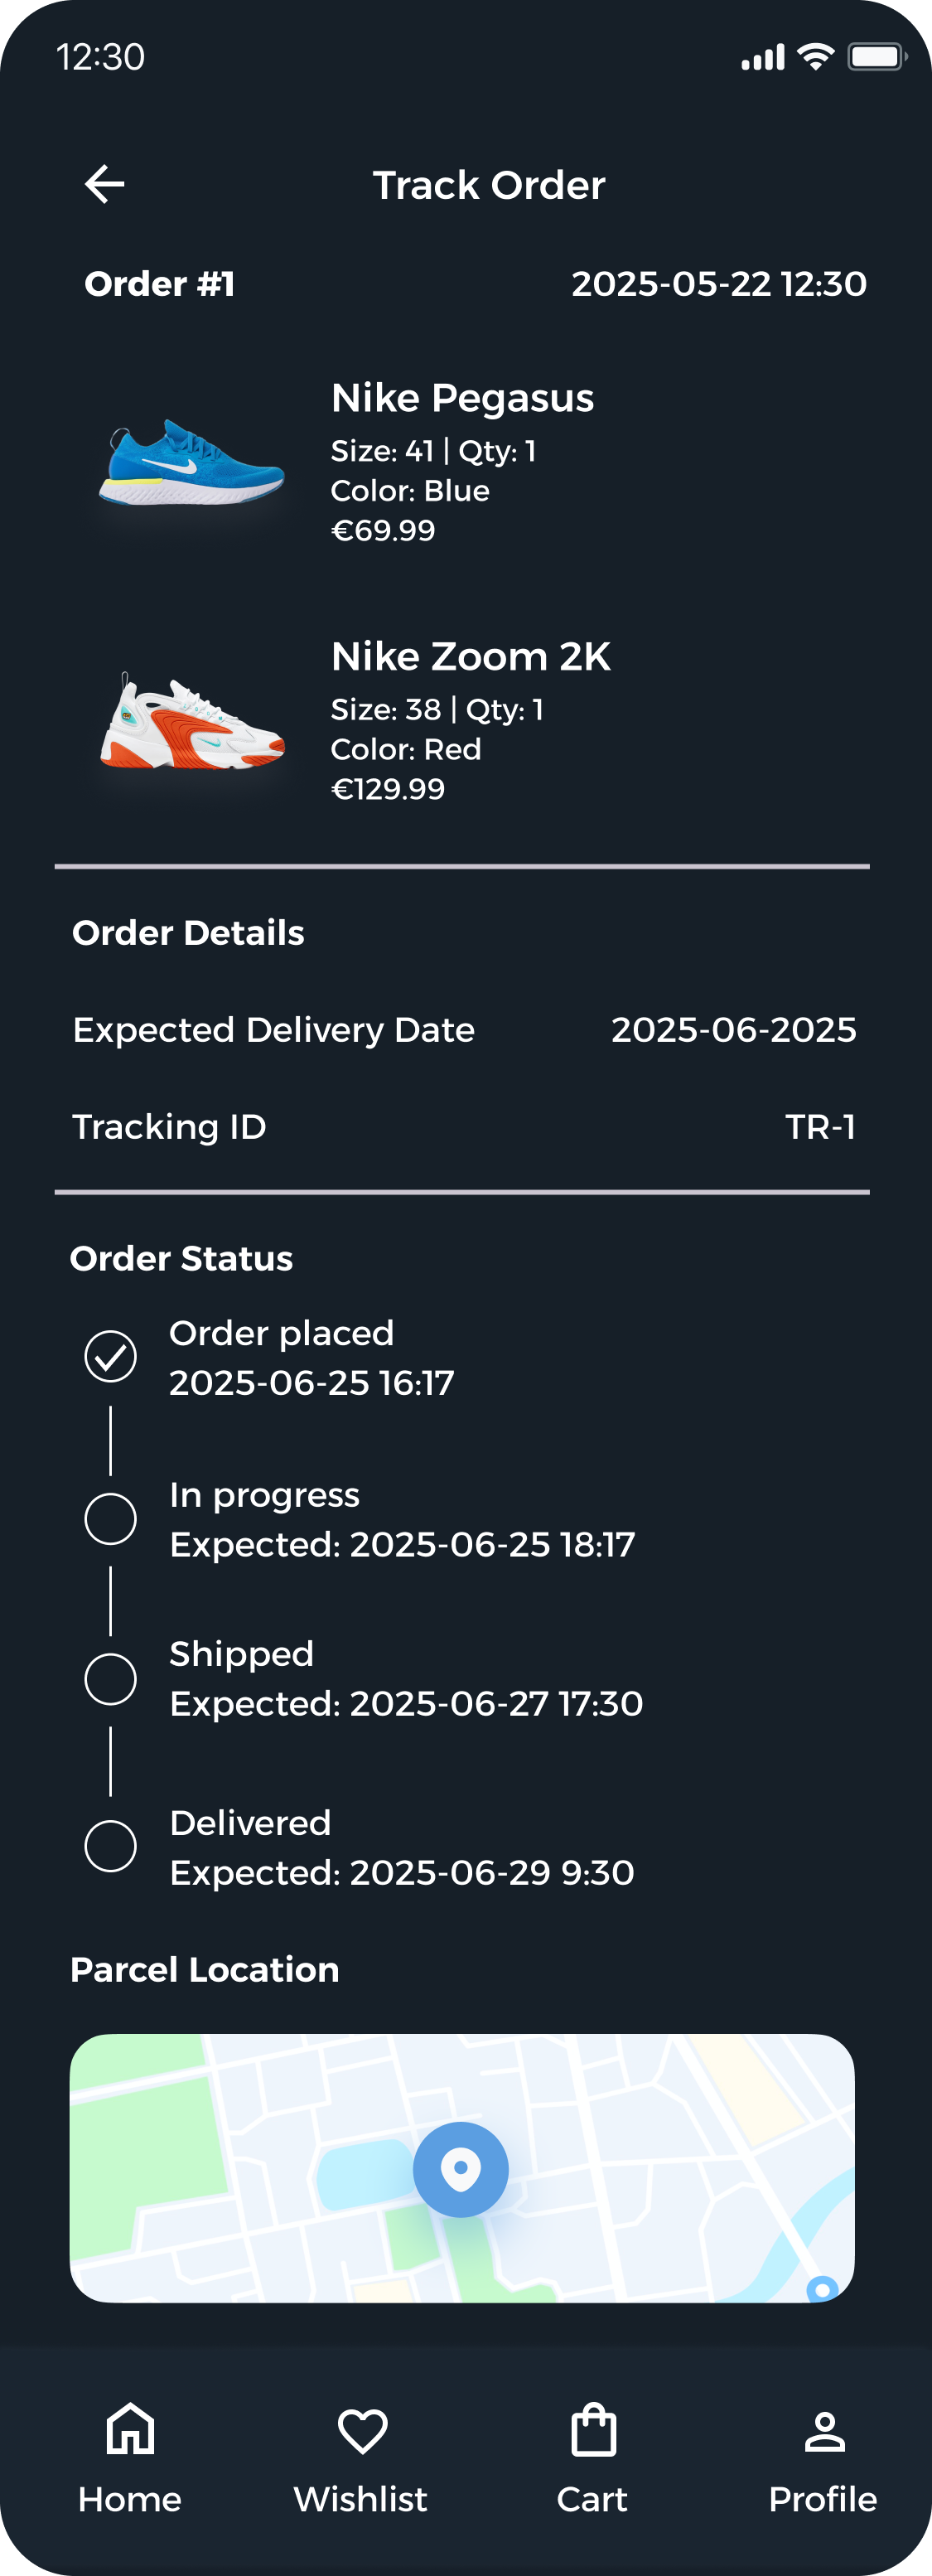 12:30
Track Order
Order #1 2025-05-22 12:30
Nike Pegasus
Size: 41 | Qty: 1
Color: Blue
€69.99
Nike Zoom 2K
Size: 38 | Qty: 1
Color: Red
€129.99
Order Details
Expected Delivery Date 2025-06-2025
Tracking ID TR-1
Order Status
Order placed
2025-06-25 16:17
In progress
Expected: 2025-06-25 18:17
Shipped
Expected: 2025-06-27 17:30
Delivered
Expected: 2025-06-29 9:30
Parcel Location
Home Wishlist Cart Profile